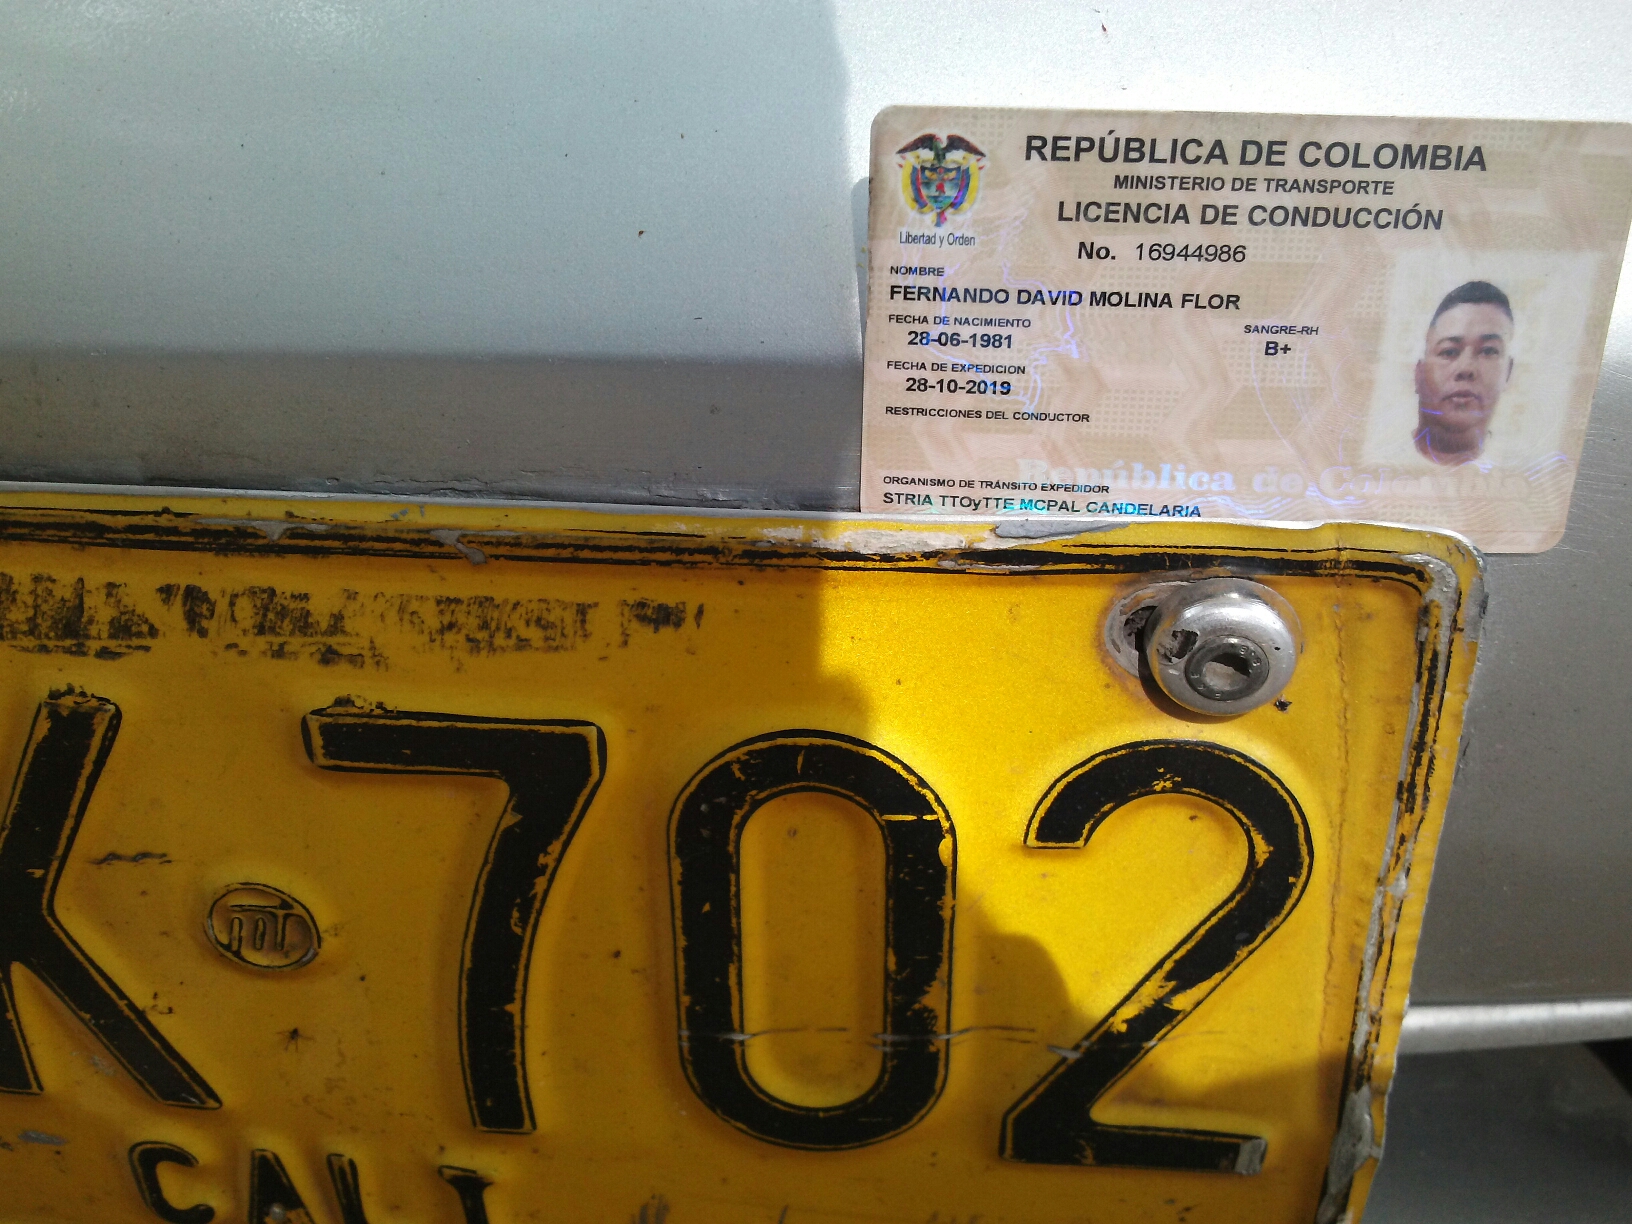 REPÚBLICA DE COLOMBIA
MINISTERIO DE TRANSPORTE
LICENCIA DE CONDUCCIÓN
Libertad y Orden
No. 16944986
NOMBRE
FERNANDO DAVID MOLINA FLOR
FECHA DE NACIMIENTO
28-06-1981
SANGRE-RH
B+
FECHA DE EXPEDICION
28-10-2019
RESTRICCIONES DEL CONDUCTOR
República de
ORGANISMO DE TRÁNSITO EXPEDIDOR
STRIA TTOyTTE MCPAL CANDELARIA
K 702
CALI